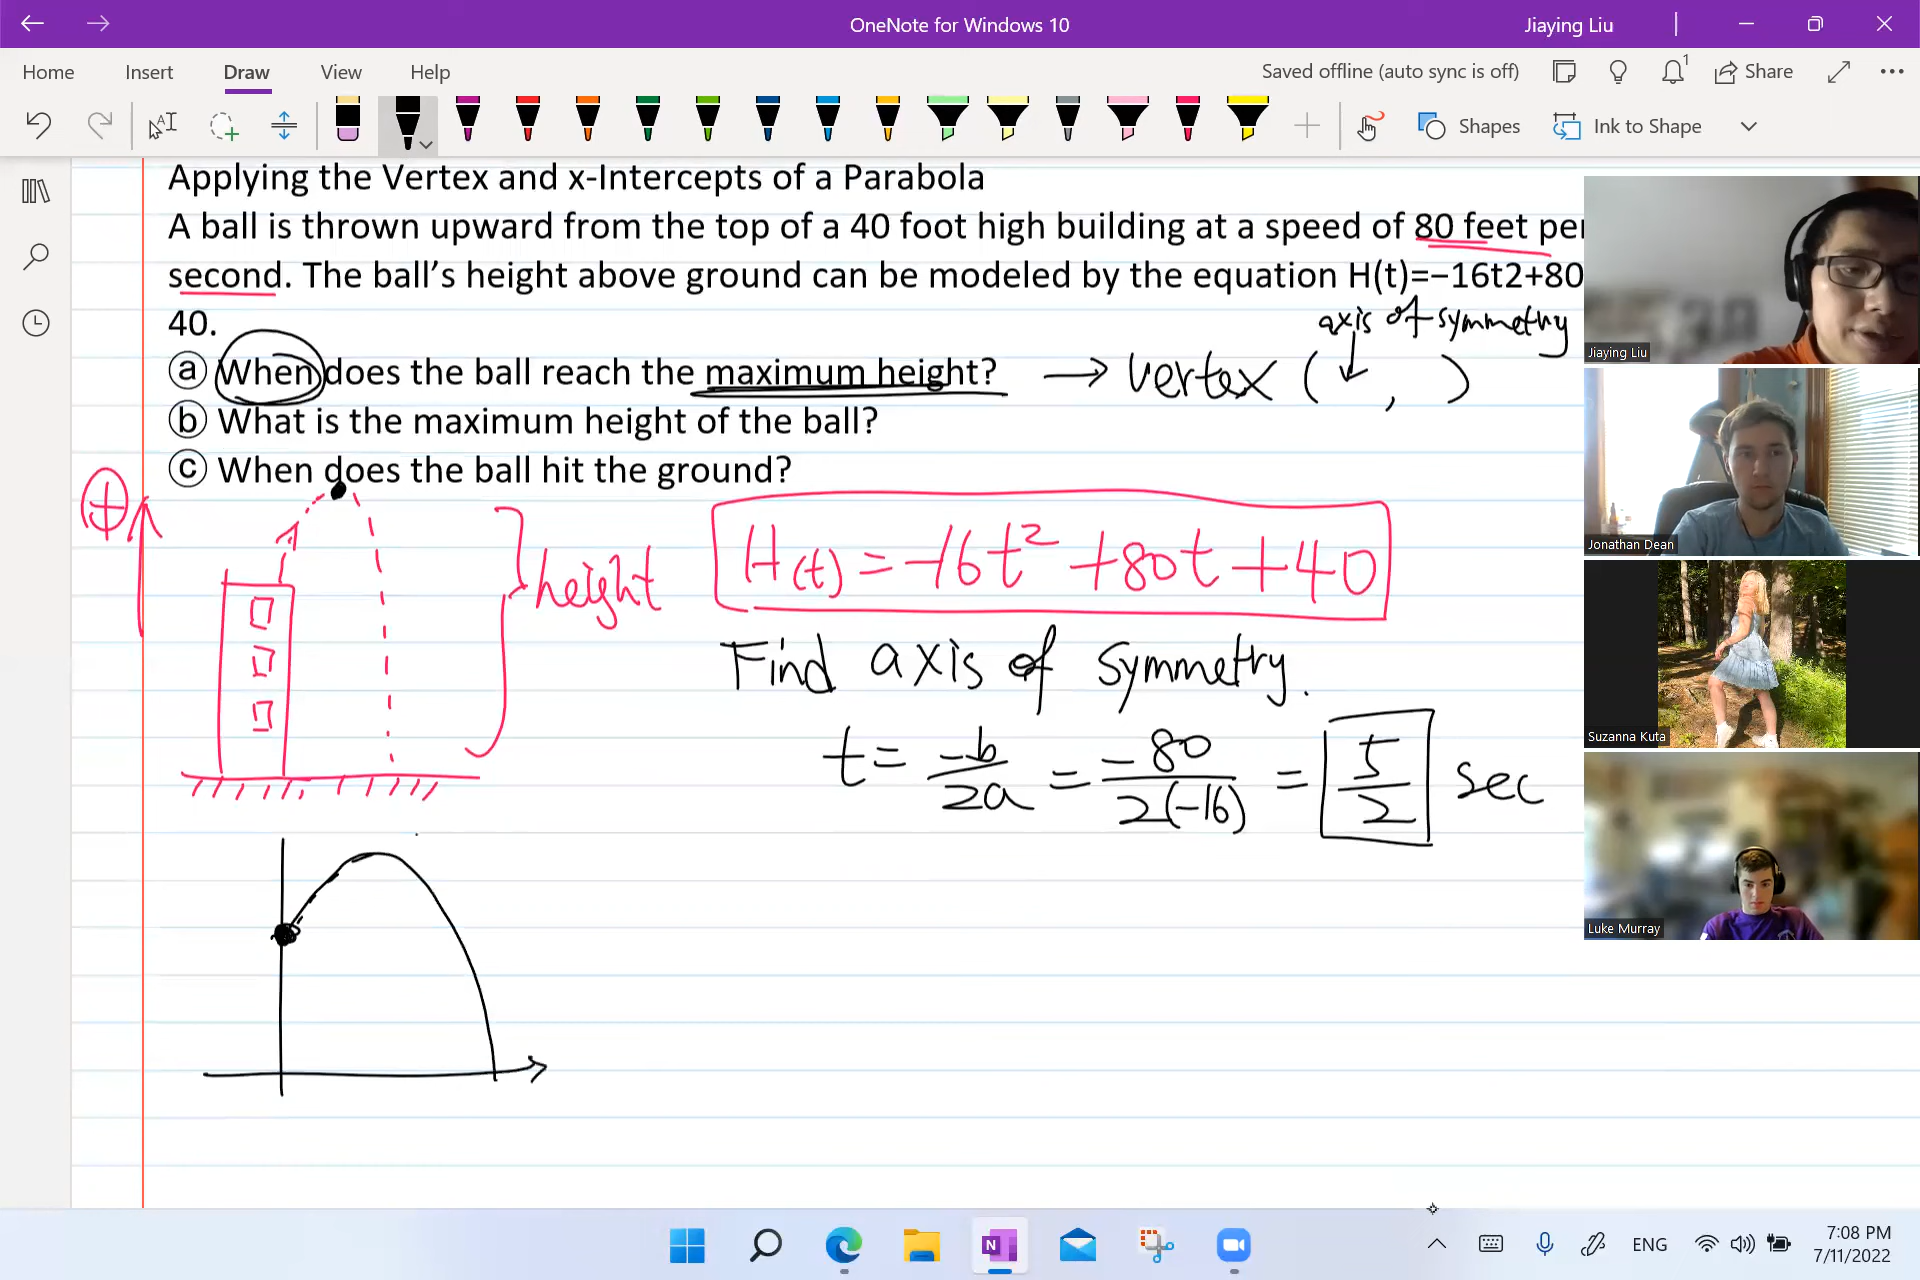 OneNote for Windows 10
Jiaying Liu
Home Insert Draw View Help
Saved offline (auto sync is off)
1
Share
Shapes
Ink to Shape
Applying the Vertex and x-Intercepts of a Parabola
A ball is thrown upward from the top of a 40 foot high building at a speed of 80 feet per
second. The ball's height above ground can be modeled by the equation H(t)=−16t2+80
40.
axis of symmetry
ⓐ When does the ball reach the maximum height? → vertex ( , )
ⓑ What is the maximum height of the ball?
ⓒ When does the ball hit the ground?
+
height
H(t) = -16t² +80t +40
Find axis of symmetry.
t = -b/2a = -80/2(-16) = 5/2 sec
Jiaying Liu
Jonathan Dean
Suzanna Kuta
Luke Murray
N
ENG
7:08 PM
7/11/2022